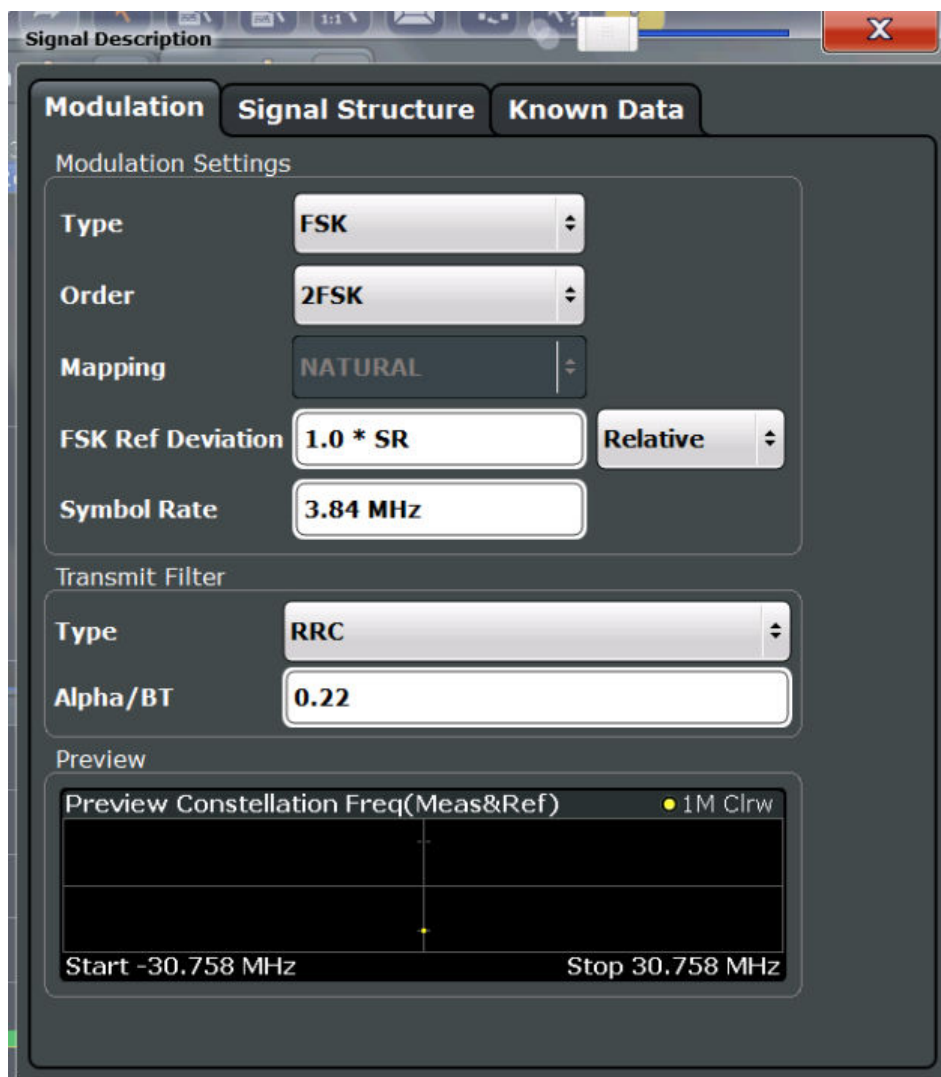 1:1
Signal Description
X
Modulation Signal Structure Known Data
Modulation Settings
Type FSK
Order 2FSK
Mapping NATURAL
FSK Ref Deviation 1.0 * SR Relative
Symbol Rate 3.84 MHz
Transmit Filter
Type RRC
Alpha/BT 0.22
Preview
Preview Constellation Freq(Meas&Ref) 1M Clrw
Start -30.758 MHz Stop 30.758 MHz